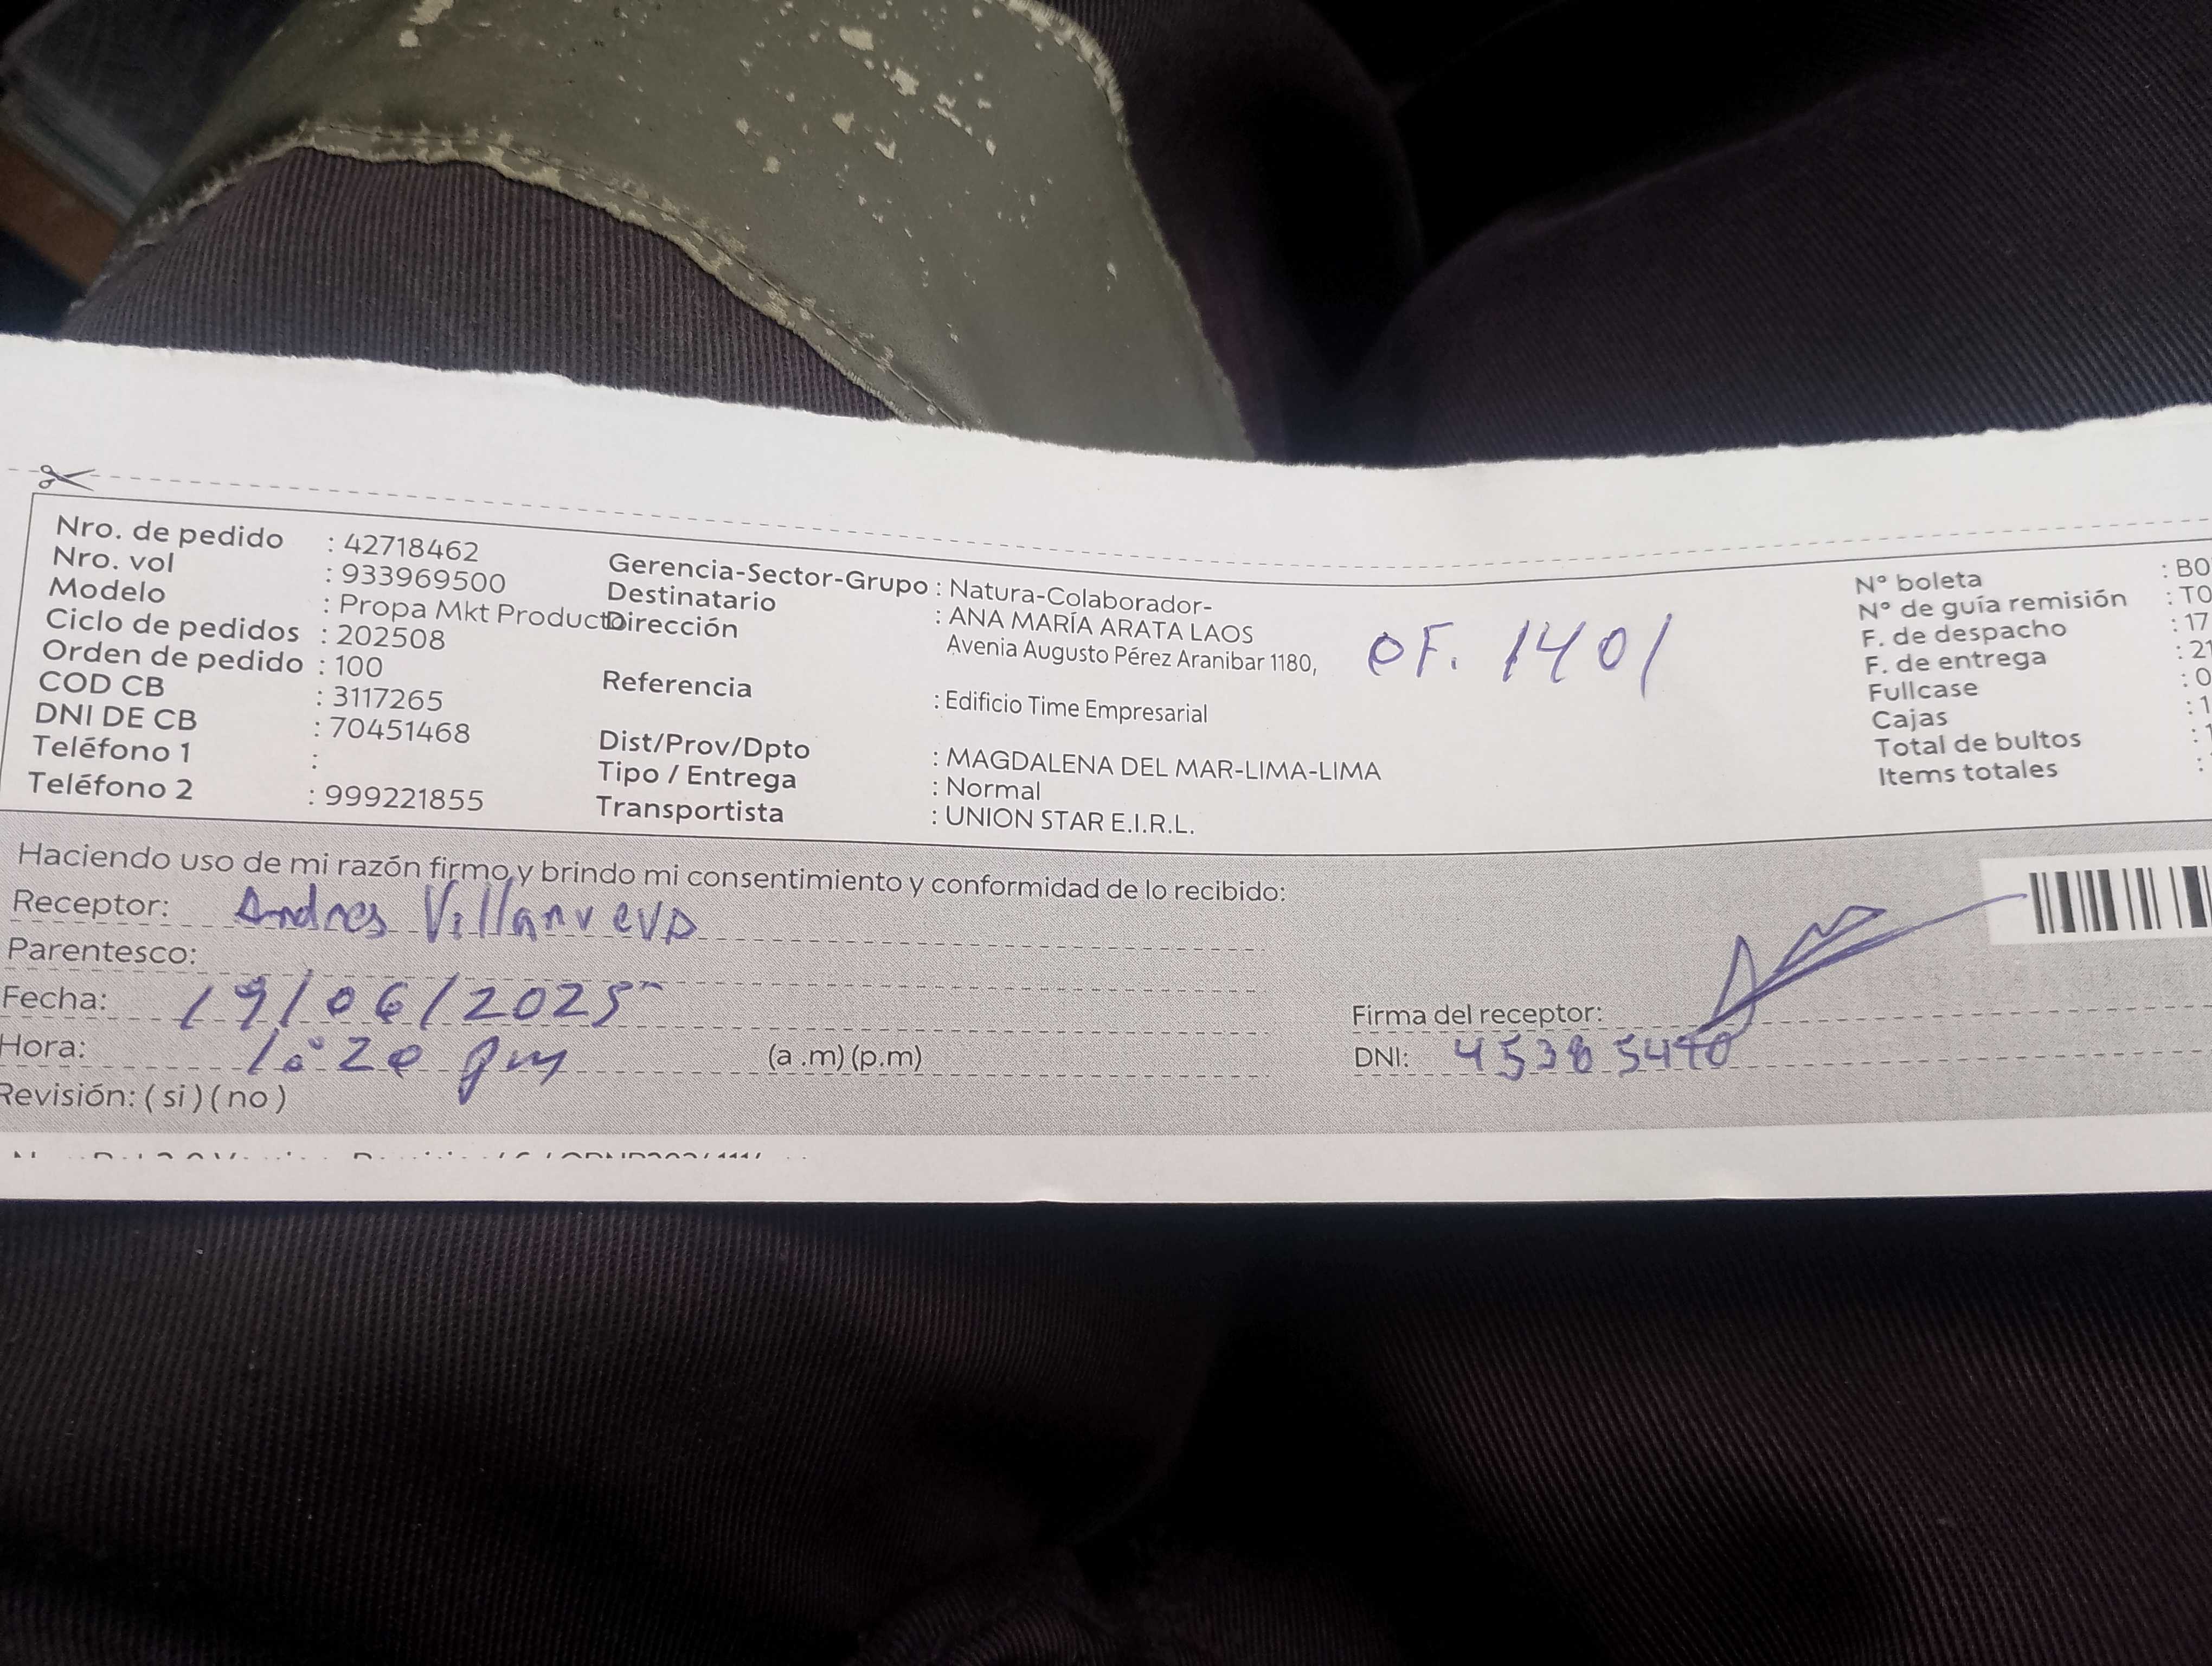 Nro. de pedido : 42718462
Nro. vol : 933969500
Modelo : Propa Mkt Producto
Ciclo de pedidos : 202508
Orden de pedido : 100
COD CB : 3117265
DNI DE CB : 70451468
Teléfono 1 :
Teléfono 2 : 999221855
Gerencia-Sector-Grupo : Natura-Colaborador-
Destinatario : ANA MARÍA ARATA LAOS
Dirección Avenia Augusto Pérez Aranibar 1180,
OF. 1401
Referencia : Edificio Time Empresarial
Dist/Prov/Dpto : MAGDALENA DEL MAR-LIMA-LIMA
Tipo / Entrega : Normal
Transportista : UNION STAR E.I.R.L.
N° boleta : BO
N° de guía remisión : TO
F. de despacho : 17
F. de entrega : 21
Fullcase : 0
Cajas : 1
Total de bultos : 1
Items totales :
Haciendo uso de mi razón firmo y brindo mi consentimiento y conformidad de lo recibido:
Receptor: Andres Villanueva
Parentesco:
Fecha: 19/06/2025
Hora: (a .m) (p.m)
Revisión: ( si ) ( no )
Firma del receptor:
DNI: